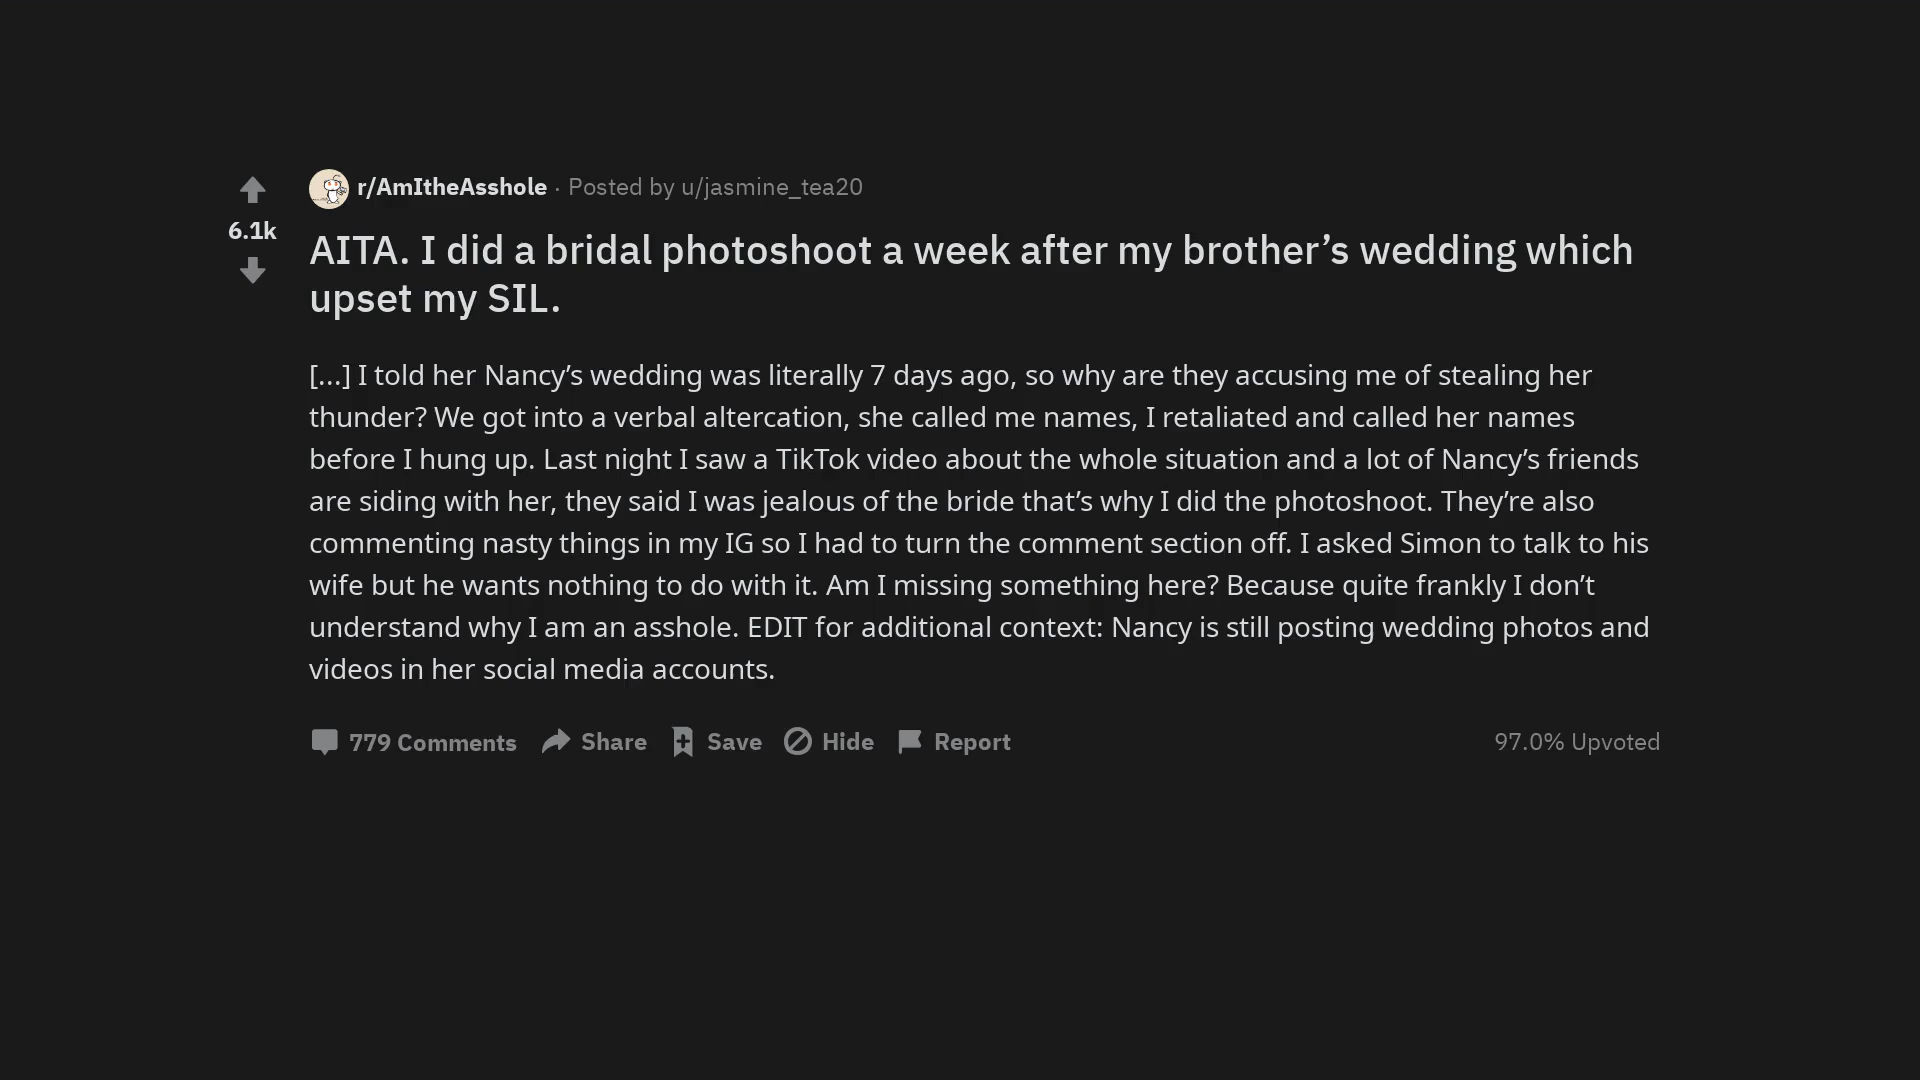 r/AmItheAsshole · Posted by u/jasmine_tea20
6.1k
AITA. I did a bridal photoshoot a week after my brother’s wedding which
upset my SIL.
[...] I told her Nancy’s wedding was literally 7 days ago, so why are they accusing me of stealing her
thunder? We got into a verbal altercation, she called me names, I retaliated and called her names
before I hung up. Last night I saw a TikTok video about the whole situation and a lot of Nancy’s friends
are siding with her, they said I was jealous of the bride that’s why I did the photoshoot. They’re also
commenting nasty things in my IG so I had to turn the comment section off. I asked Simon to talk to his
wife but he wants nothing to do with it. Am I missing something here? Because quite frankly I don’t
understand why I am an asshole. EDIT for additional context: Nancy is still posting wedding photos and
videos in her social media accounts.
779 Comments Share Save Hide Report 97.0% Upvoted